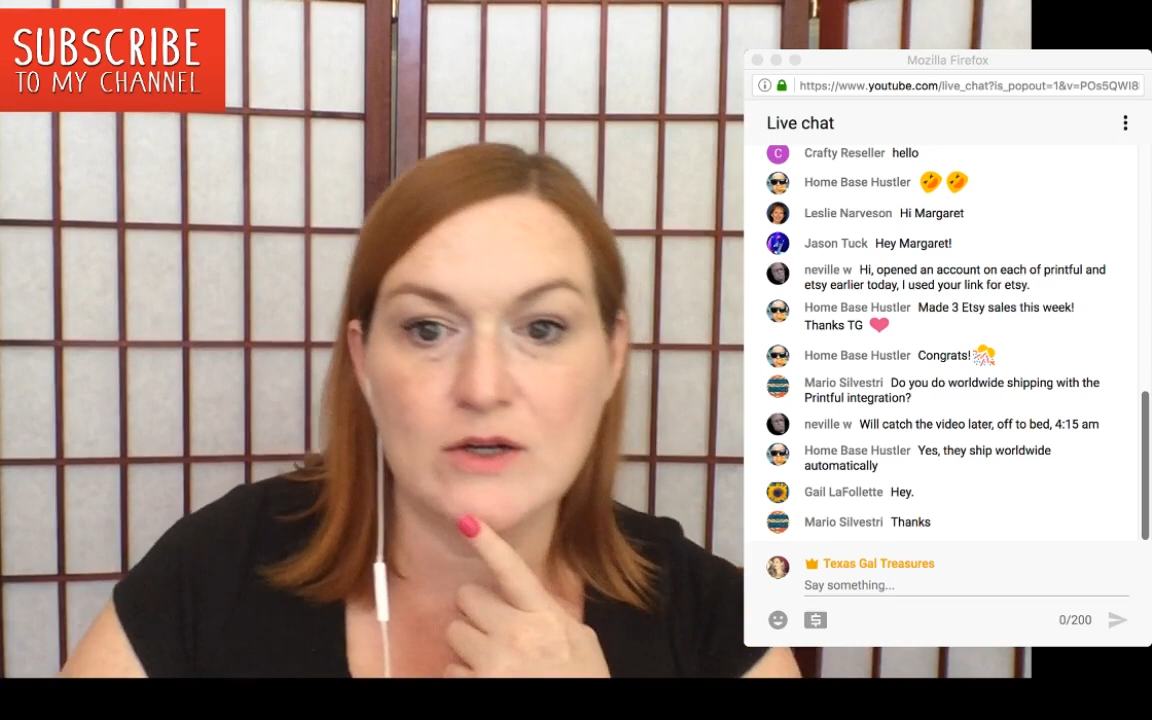 SUBSCRIBE
TO MY CHANNEL
Mozilla Firefox
https://www.youtube.com/live_chat?is_popout=1&v=POs5QWI8
Live chat
C Crafty Reseller hello
Home Base Hustler
Leslie Narveson Hi Margaret
Jason Tuck Hey Margaret!
neville w Hi, opened an account on each of printful and
etsy earlier today, I used your link for etsy.
Home Base Hustler Made 3 Etsy sales this week!
Thanks TG
Home Base Hustler Congrats!
Mario Silvestri Do you do worldwide shipping with the
Printful integration?
neville w Will catch the video later, off to bed, 4:15 am
Home Base Hustler Yes, they ship worldwide
automatically
Gail LaFollette Hey.
Mario Silvestri Thanks
Texas Gal Treasures
Say something...
$ 0/200